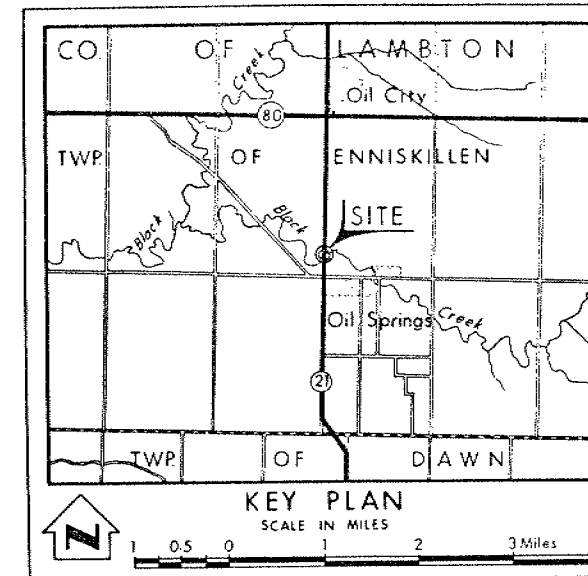 CO. OF LAMBTON
Creek
Oil City
80
TWP. OF ENNISKILLEN
Black
Black
SITE
Oil Springs
Creek
21
TWP. OF DAWN
KEY PLAN
SCALE IN MILES
N
1 0.5 0 1 2 3 Miles